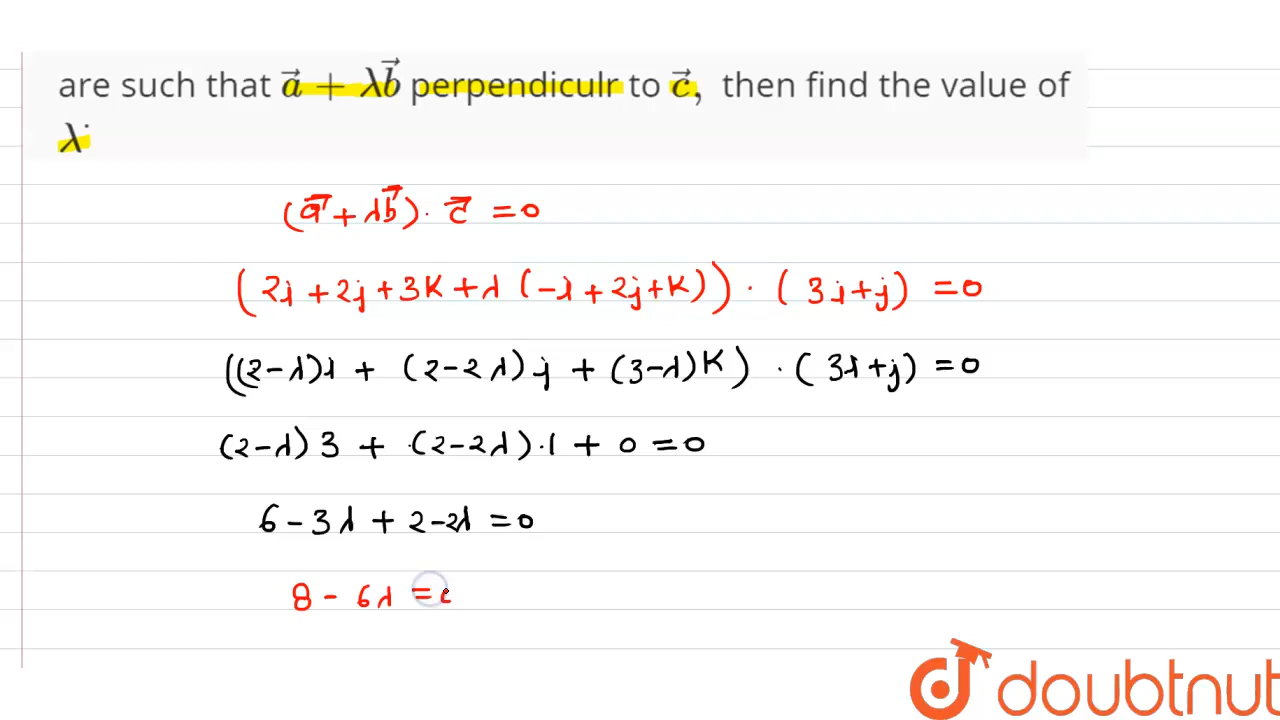 are such that a⃗ + λb⃗ perpendiculr to c⃗, then find the value of
λ.
(a⃗ + λb⃗) · c⃗ = 0
(2i + 2j + 3k + λ(-i + 2j + k)) · (3i + j) = 0
((2-λ)i + (2-2λ)j + (3-λ)k) · (3i + j) = 0
(2-λ)3 + (2-2λ)·1 + 0 = 0
6 - 3λ + 2 - 2λ = 0
8 - 6λ =
doubtnut